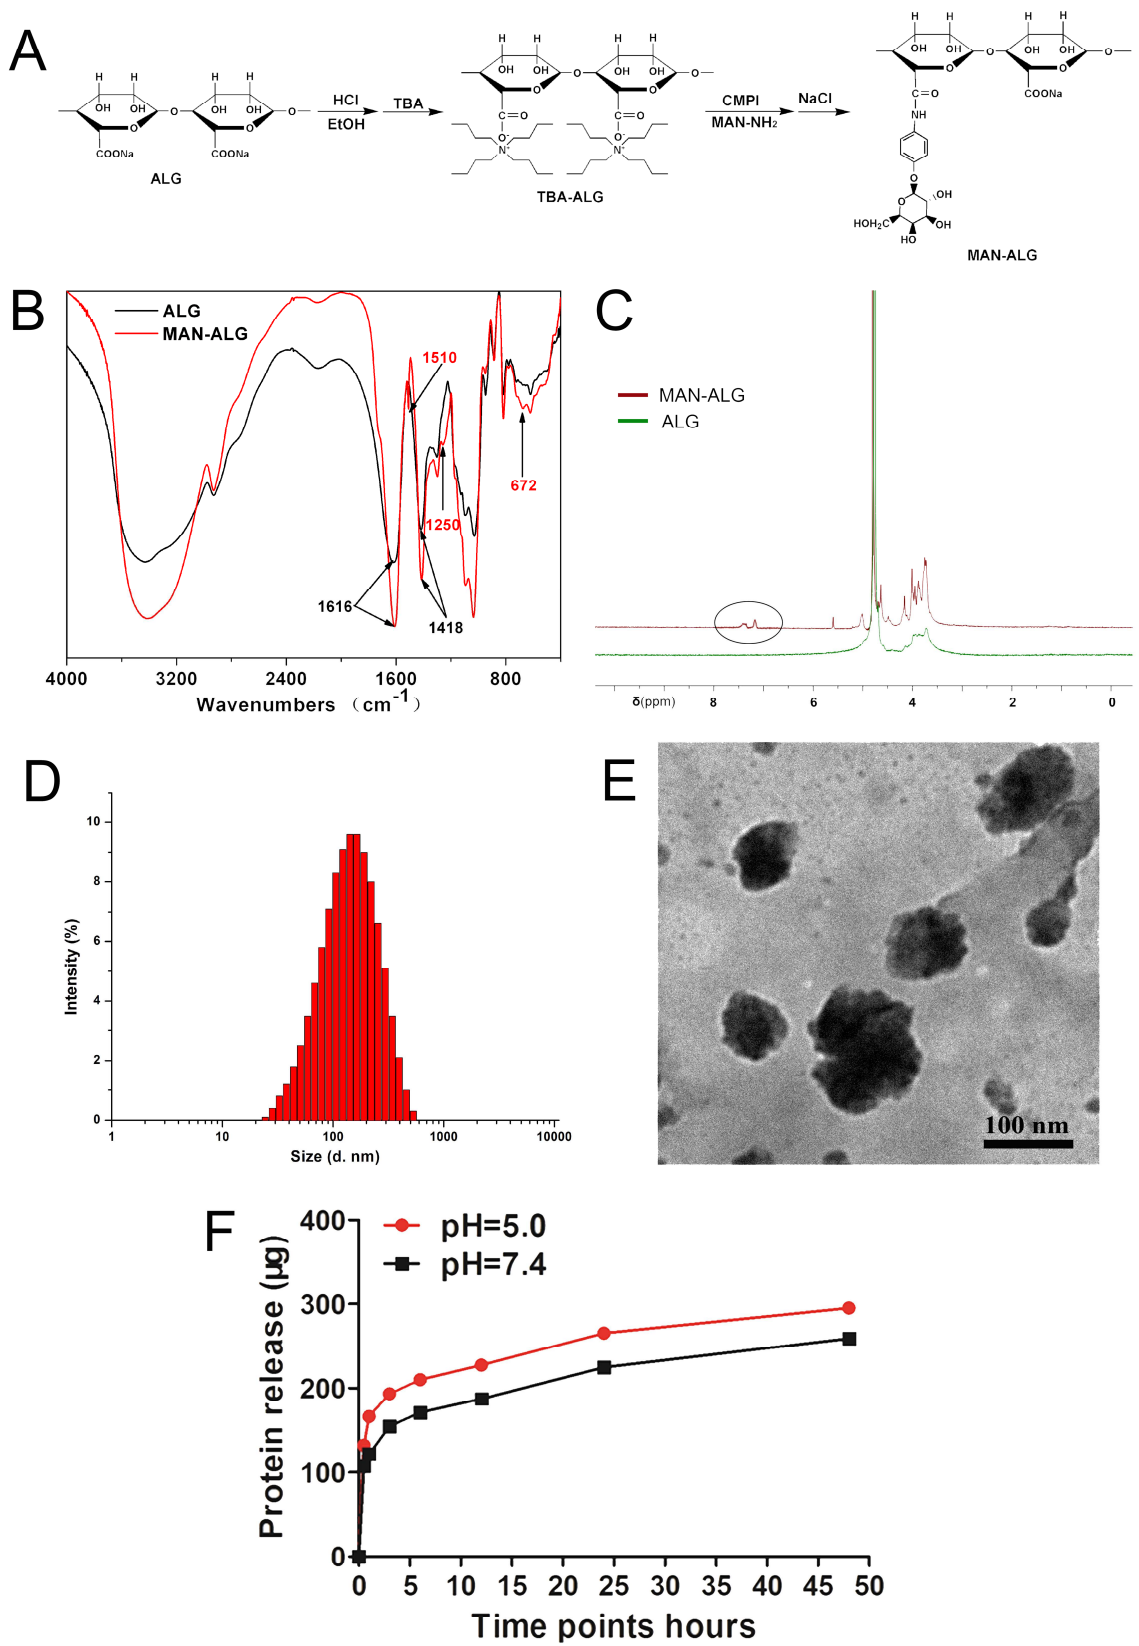 A
H H H H
OH OH OH OH
O O O O
COONa COONa
ALG
HCl
EtOH
TBA
H H H H
OH OH OH OH
O O O O
C=O C=O
O- O-
N+ N+
TBA-ALG
CMPI
MAN-NH2
NaCl
H H H H
OH OH OH OH
O O O O
C=O COONa
NH
O
O OH
HOH2C OH
HO
MAN-ALG
B
ALG
MAN-ALG
1510
672
1250
1616
1418
4000 3200 2400 1600 800
Wavenumbers (cm-1)
C
MAN-ALG
ALG
δ(ppm) 8 6 4 2 0
D
Intensity (%)
10
8
6
4
2
0
1 10 100 1000 10000
Size (d. nm)
E
100 nm
F
pH=5.0
pH=7.4
Protein release (μg)
400
300
200
100
0
0 5 10 15 20 25 30 35 40 45 50
Time points hours